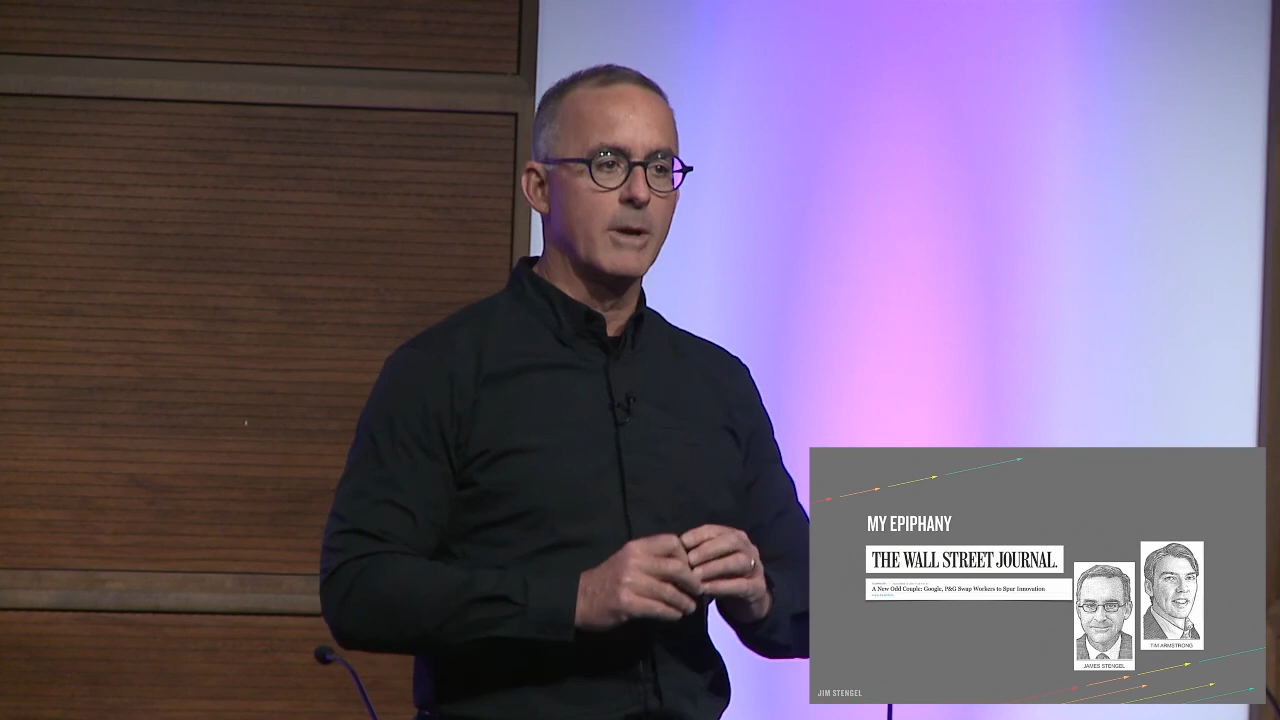 MY EPIPHANY
THE WALL STREET JOURNAL.
A New Odd Couple: Google, P&G Swap Workers to Spur Innovation
JAMES STENGEL
TIM ARMSTRONG
JIM STENGEL